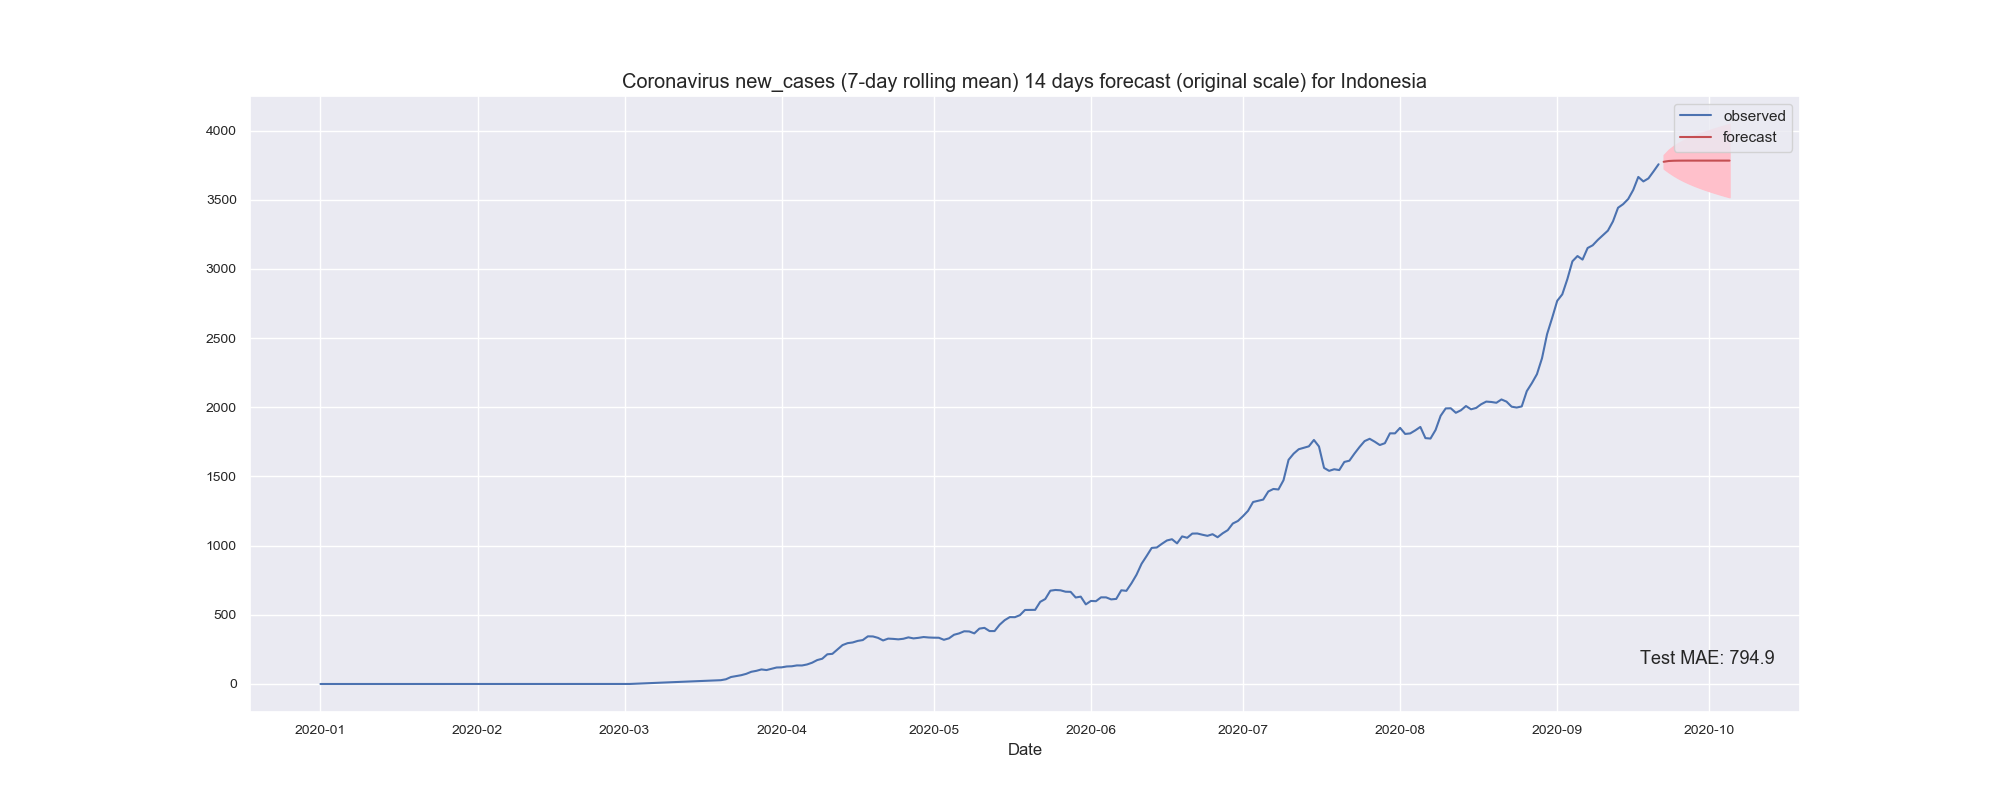 Coronavirus new_cases (7-day rolling mean) 14 days forecast (original scale) for Indonesia
observed
forecast
4000
3500
3000
2500
2000
1500
1000
500
0
Test MAE: 794.9
2020-01 2020-02 2020-03 2020-04 2020-05 2020-06 2020-07 2020-08 2020-09 2020-10
Date